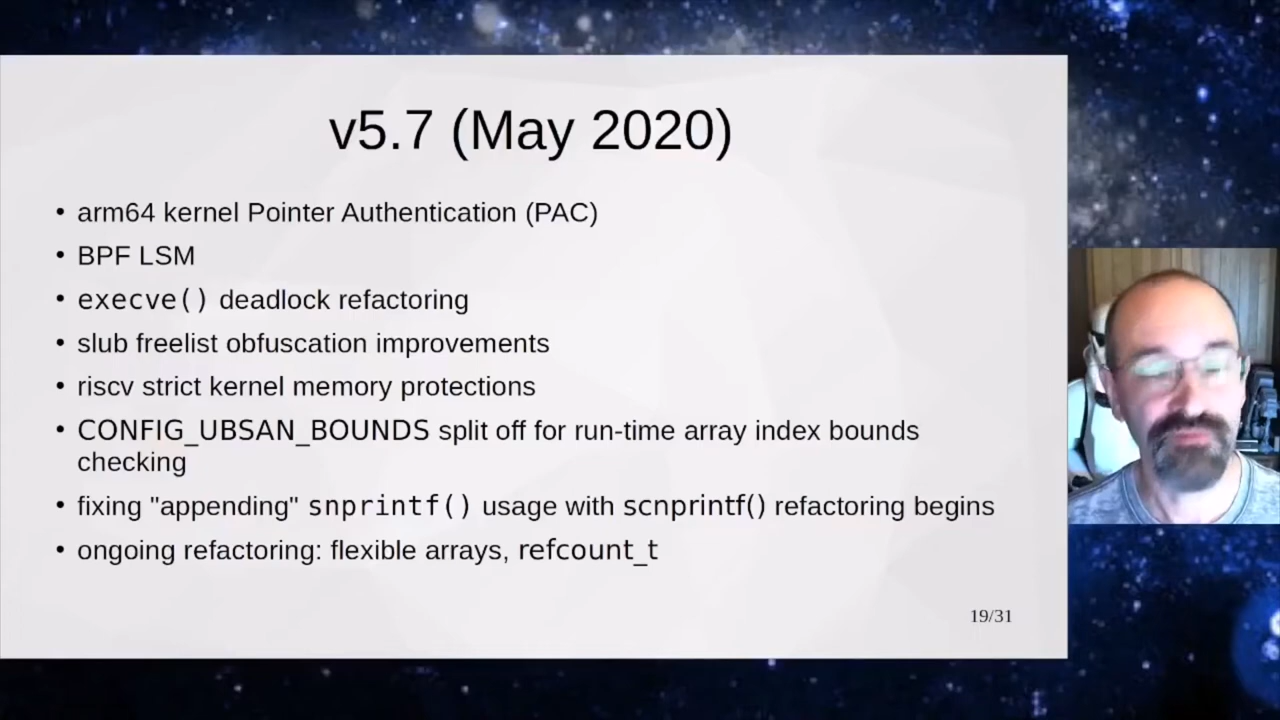 v5.7 (May 2020)
• arm64 kernel Pointer Authentication (PAC)
• BPF LSM
• execve() deadlock refactoring
• slub freelist obfuscation improvements
• riscv strict kernel memory protections
• CONFIG_UBSAN_BOUNDS split off for run-time array index bounds
checking
• fixing "appending" snprintf() usage with scnprintf() refactoring begins
• ongoing refactoring: flexible arrays, refcount_t
19/31